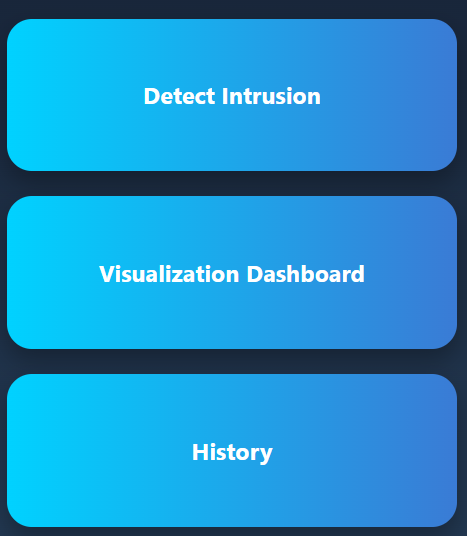 Detect Intrusion
Visualization Dashboard
History